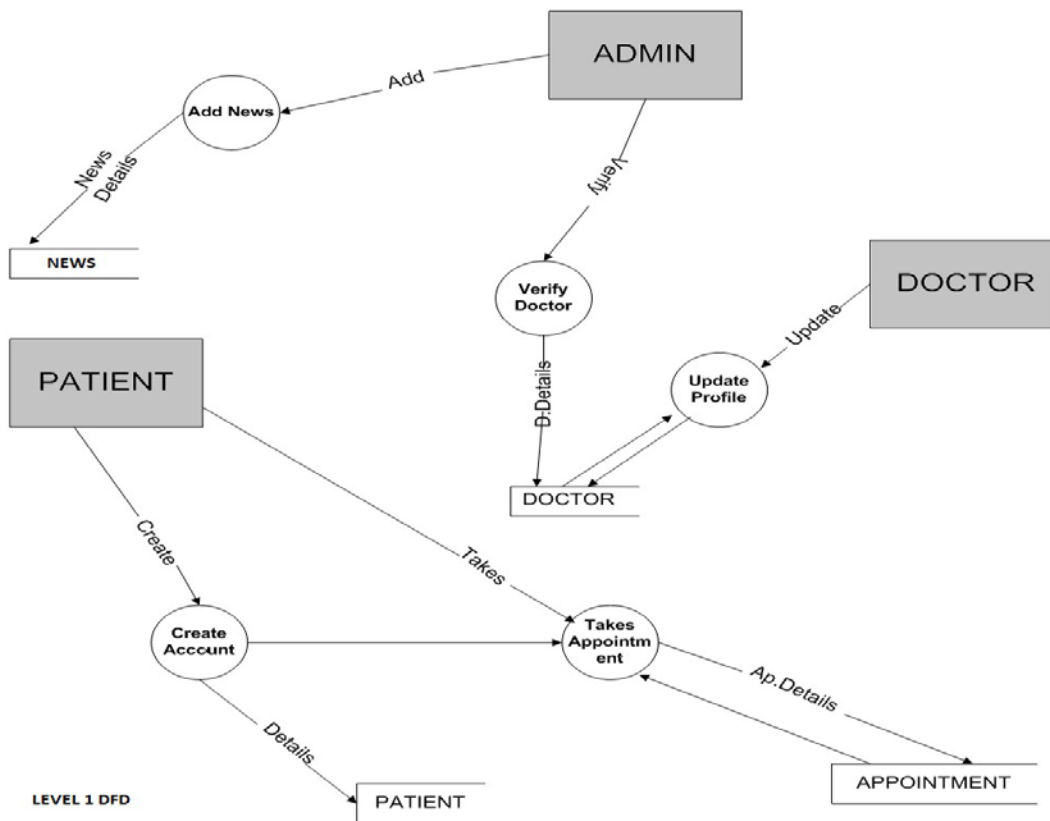 ADMIN
Add
Add News
News
Details
Verify
NEWS
DOCTOR
Verify
Doctor
Update
PATIENT
Update
Profile
D.Details
DOCTOR
Create
Takes
Create
Account
Takes
Appointm
ent
Ap.Details
Details
APPOINTMENT
LEVEL 1 DFD
PATIENT